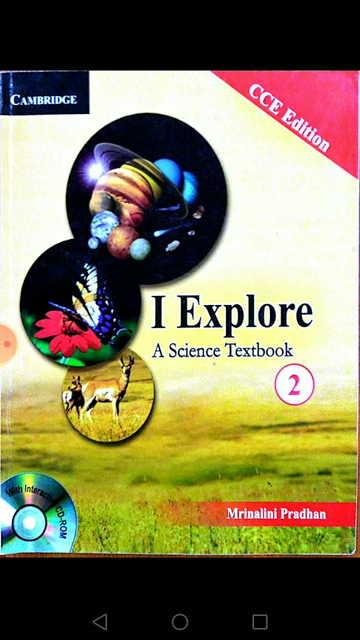 CAMBRIDGE
CCE Edition
I Explore
A Science Textbook
2
With Interactive
CD-ROM
Mrinalini Pradhan